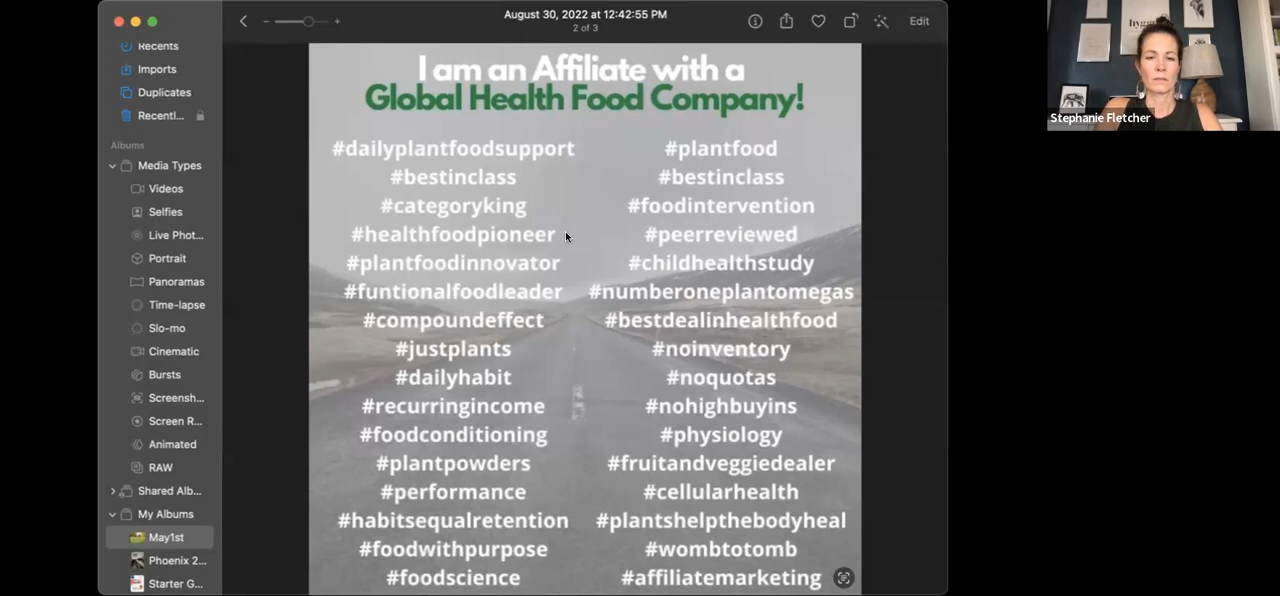 August 30, 2022 at 12:42:55 PM
2 of 3
Edit
Recents
Imports
Duplicates
Recentl...
Albums
Media Types
Videos
Selfies
Live Phot...
Portrait
Panoramas
Time-lapse
Slo-mo
Cinematic
Bursts
Screensh...
Screen R...
Animated
RAW
Shared Alb...
My Albums
May1st
Phoenix 2...
Starter G...
I am an Affiliate with a
Global Health Food Company!
#dailyplantfoodsupport
#bestinclass
#categoryking
#healthfoodpioneer
#plantfoodinnovator
#funtionalfoodleader
#compoundeffect
#justplants
#dailyhabit
#recurringincome
#foodconditioning
#plantpowders
#performance
#habitsequalretention
#foodwithpurpose
#foodscience
#plantfood
#bestinclass
#foodintervention
#peerreviewed
#childhealthstudy
#numberoneplantomegas
#bestdealinhealthfood
#noinventory
#noquotas
#nohighbuyins
#physiology
#fruitandveggiedealer
#cellularhealth
#plantshelpthebodyheal
#wombtotomb
#affiliatemarketing
Stephanie Fletcher